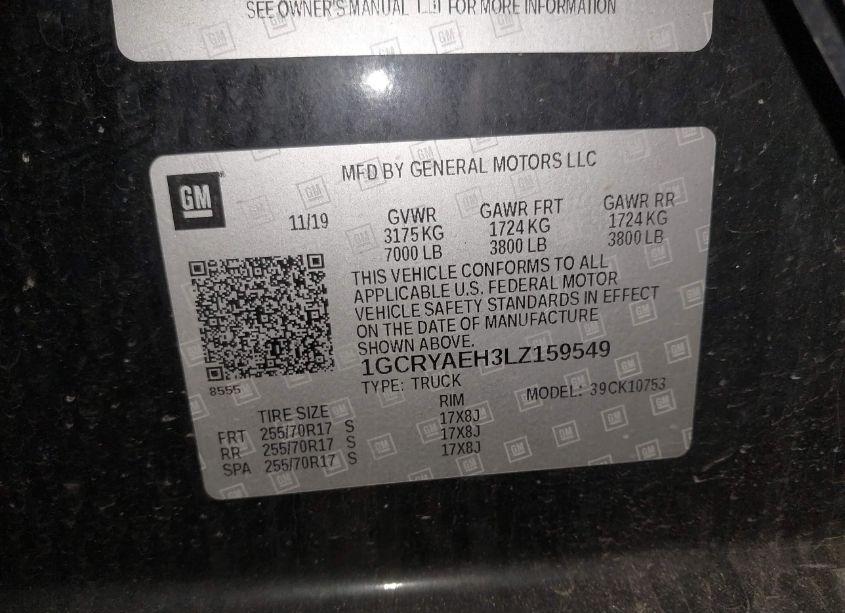 SEE OWNER'S MANUAL FOR MORE INFORMATION
GM
MFD BY GENERAL MOTORS LLC
11/19
GVWR GAWR FRT GAWR RR
3175 KG 1724 KG 1724 KG
7000 LB 3800 LB 3800 LB
THIS VEHICLE CONFORMS TO ALL
APPLICABLE U.S. FEDERAL MOTOR
VEHICLE SAFETY STANDARDS IN EFFECT
ON THE DATE OF MANUFACTURE
SHOWN ABOVE.
1GCRYAEH3LZ159549
8555
TYPE: TRUCK MODEL: 39CK10753
TIRE SIZE RIM
FRT 255/70R17 S 17X8J
RR 255/70R17 S 17X8J
SPA 255/70R17 S 17X8J